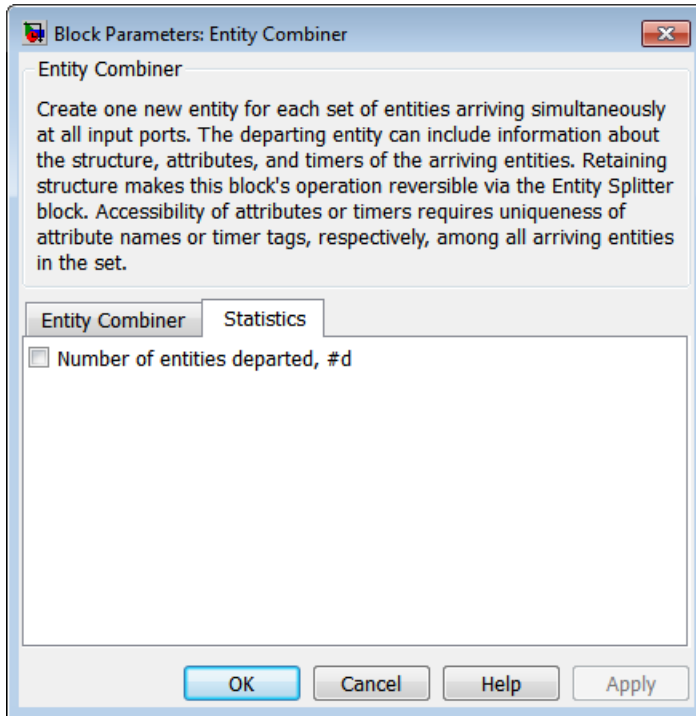 Block Parameters: Entity Combiner
Entity Combiner
Create one new entity for each set of entities arriving simultaneously
at all input ports. The departing entity can include information about
the structure, attributes, and timers of the arriving entities. Retaining
structure makes this block's operation reversible via the Entity Splitter
block. Accessibility of attributes or timers requires uniqueness of
attribute names or timer tags, respectively, among all arriving entities
in the set.
Entity Combiner Statistics
Number of entities departed, #d
OK Cancel Help Apply